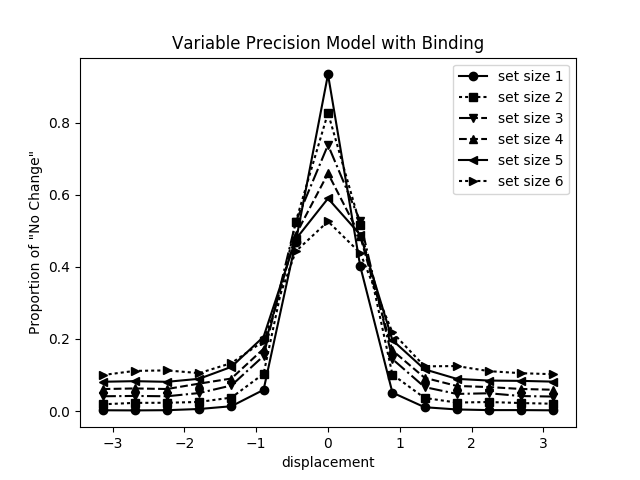 Variable Precision Model with Binding
set size 1
set size 2
set size 3
set size 4
set size 5
set size 6
Proportion of "No Change"
0.8
0.6
0.4
0.2
0.0
−3 −2 −1 0 1 2 3
displacement